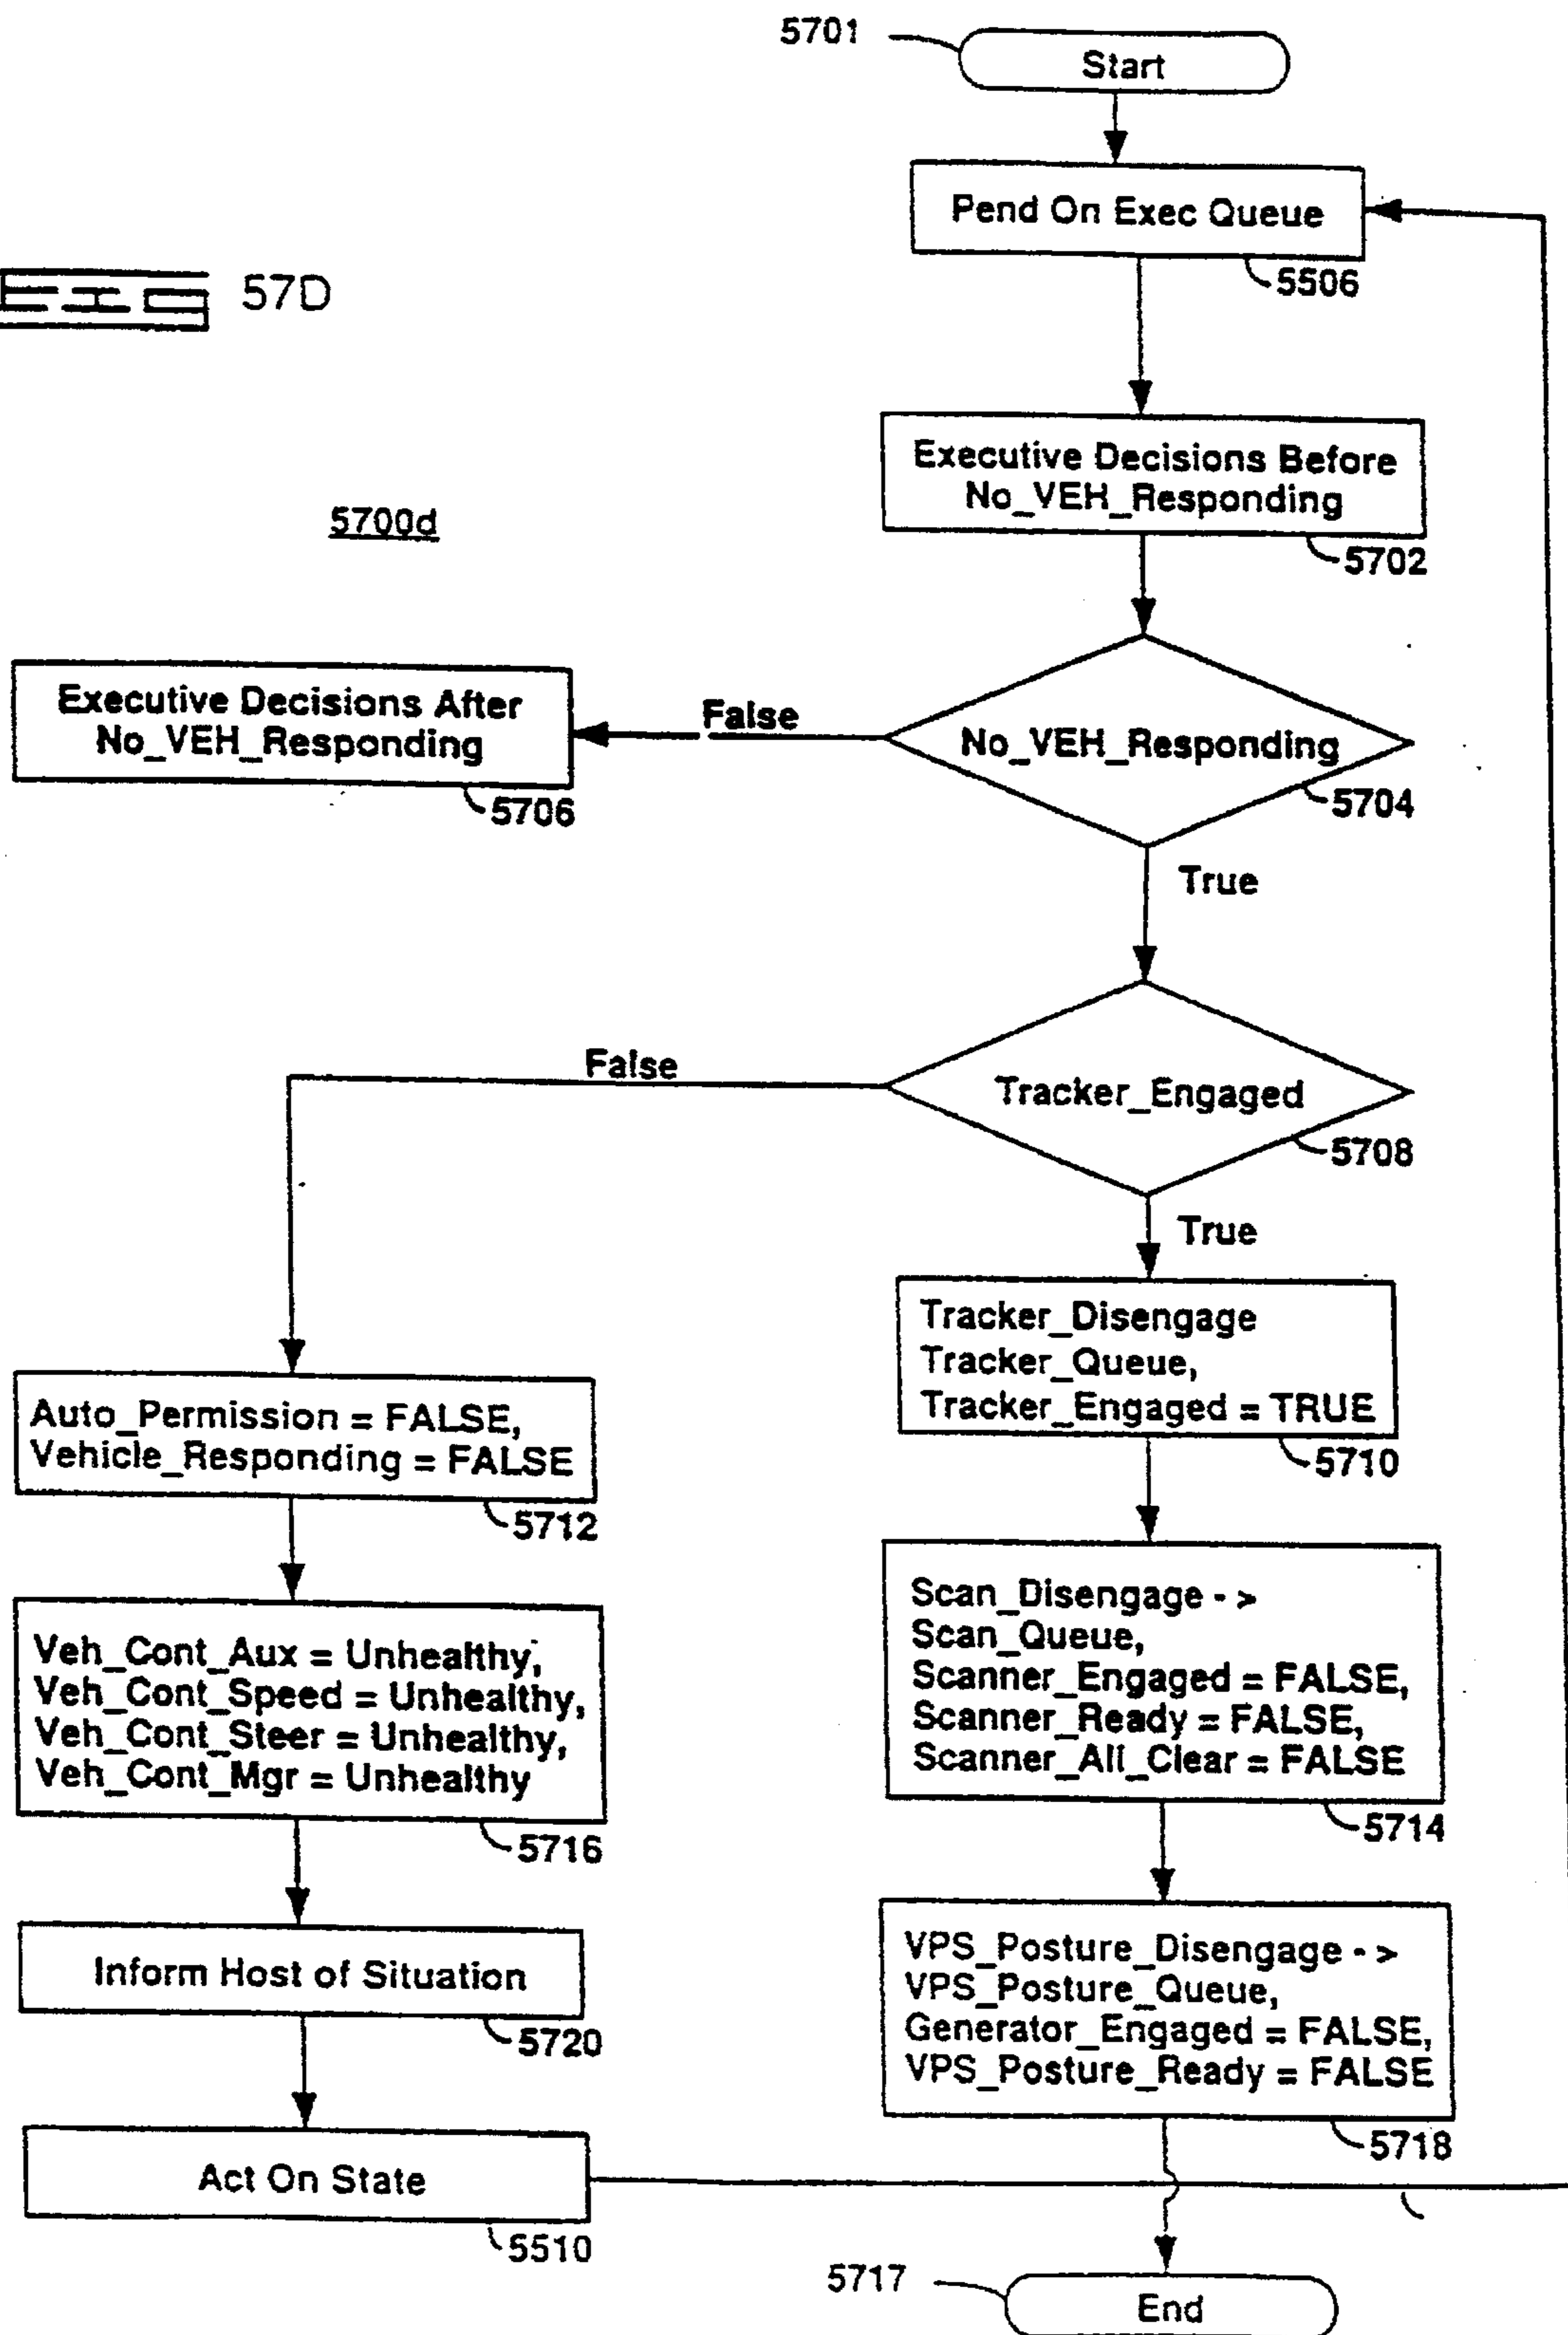 5701
Start
Pend On Exec Queue
5506
FIG 57D
Executive Decisions Before
No_VEH_Responding
5702
5700d
Executive Decisions After
No_VEH_Responding
5706
False
No_VEH_Responding
5704
True
False
Tracker_Engaged
5708
True
Tracker_Disengage
Tracker_Queue,
Tracker_Engaged = TRUE
5710
Auto_Permission = FALSE,
Vehicle_Responding = FALSE
5712
Scan_Disengage - >
Scan_Queue,
Scanner_Engaged = FALSE,
Scanner_Ready = FALSE,
Scanner_All_Clear = FALSE
5714
Veh_Cont_Aux = Unhealthy,
Veh_Cont_Speed = Unhealthy,
Veh_Cont_Steer = Unhealthy,
Veh_Cont_Mgr = Unhealthy
5716
VPS_Posture_Disengage - >
VPS_Posture_Queue,
Generator_Engaged = FALSE,
VPS_Posture_Ready = FALSE
5718
Inform Host of Situation
5720
Act On State
5510
5717
End